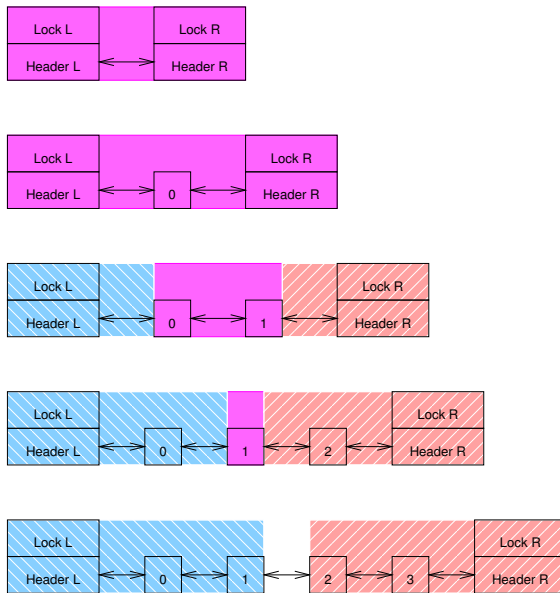 Lock L Lock R
Header L Header R
Lock L Lock R
Header L 0 Header R
Lock L Lock R
Header L 0 1 Header R
Lock L Lock R
Header L 0 1 2 Header R
Lock L Lock R
Header L 0 1 2 3 Header R